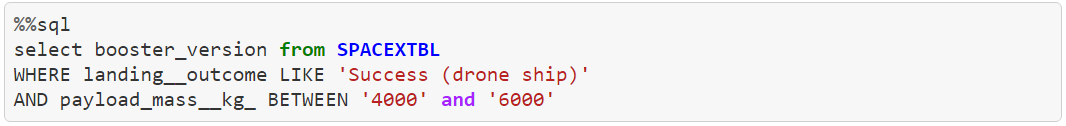 %%sql
select booster_version from SPACEXTBL
WHERE landing__outcome LIKE 'Success (drone ship)'
AND payload_mass__kg_ BETWEEN '4000' and '6000'